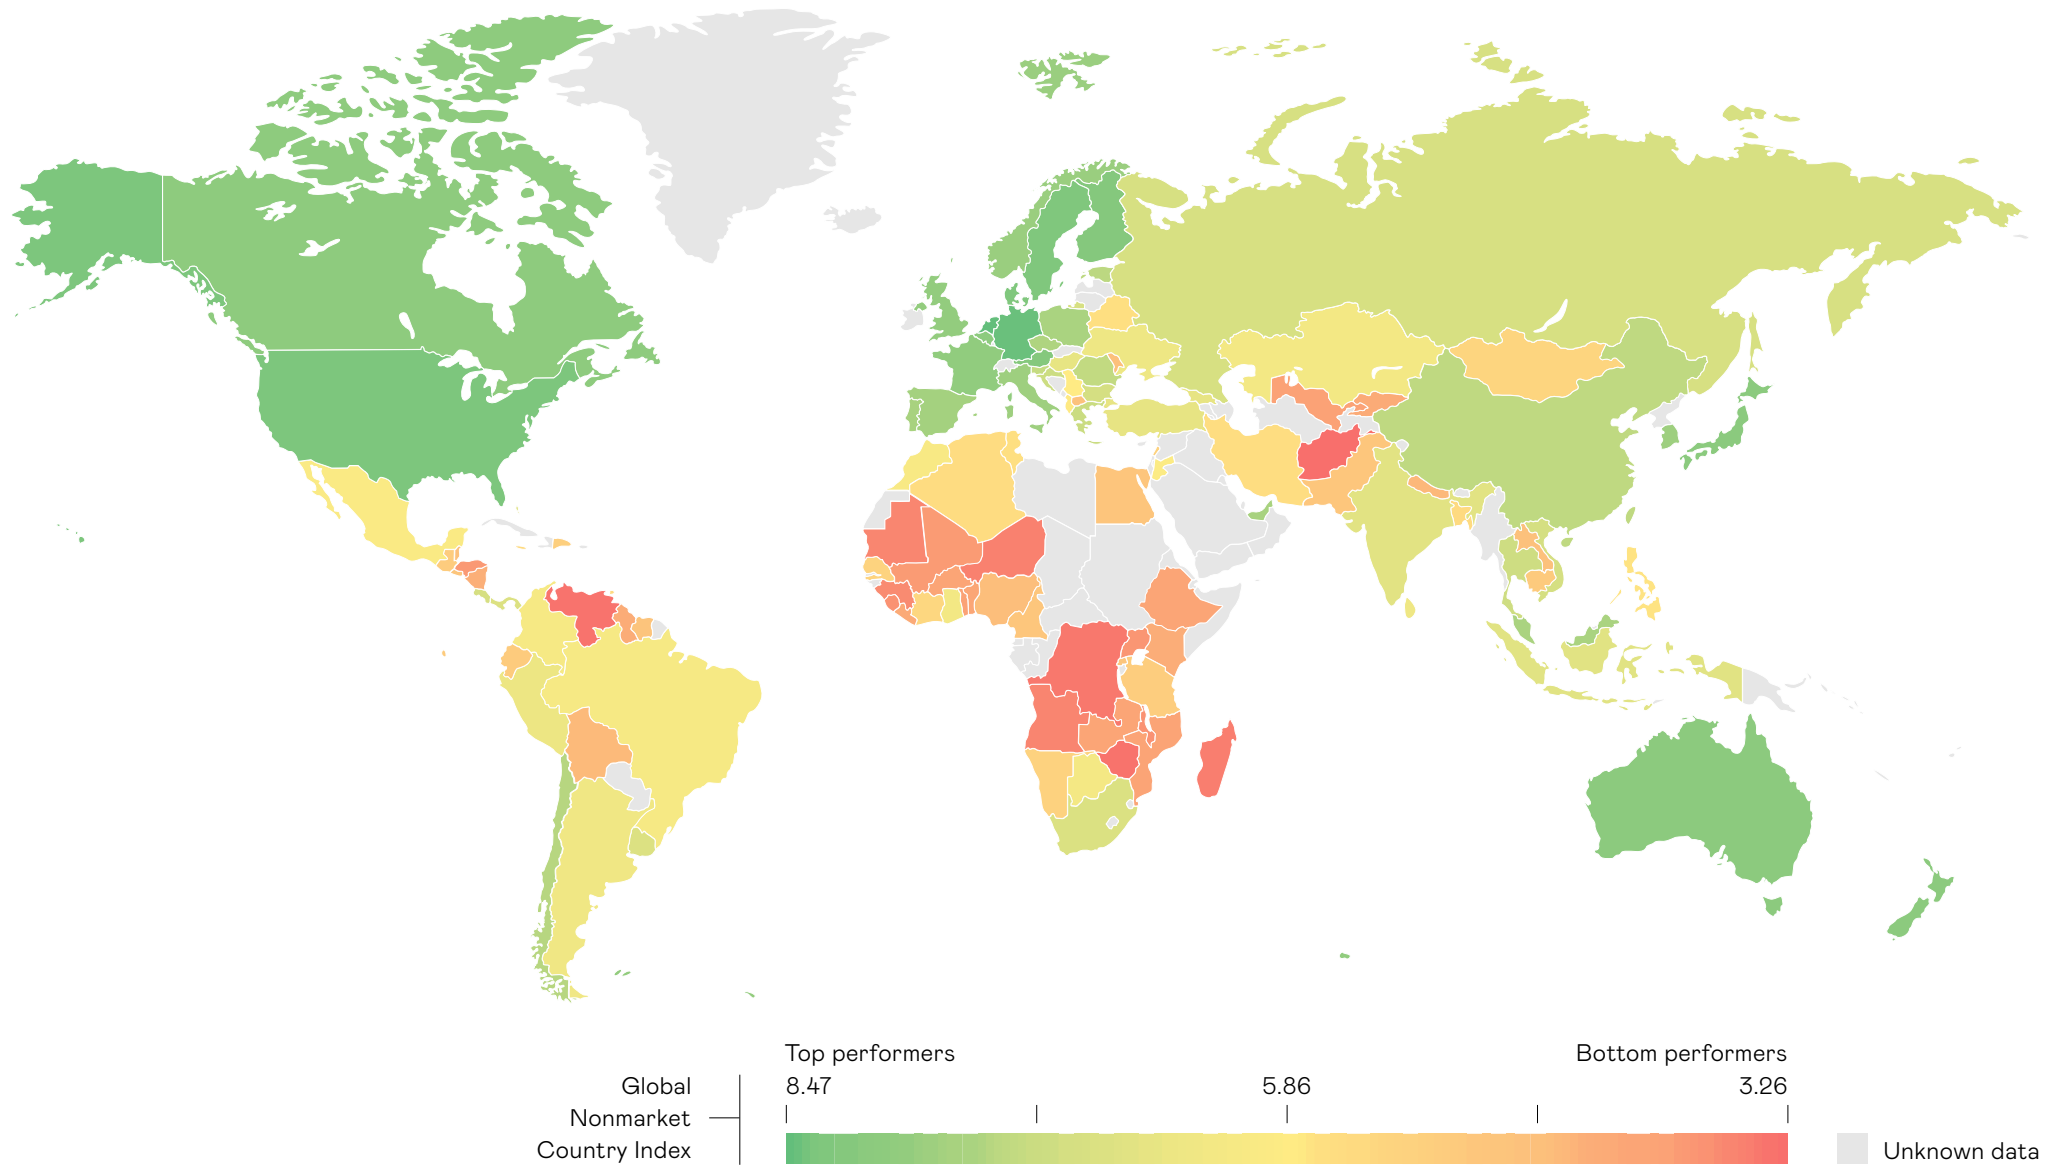 Top performers
Bottom performers
Global
Nonmarket
Country Index
8.47
5.86
3.26
Unknown data